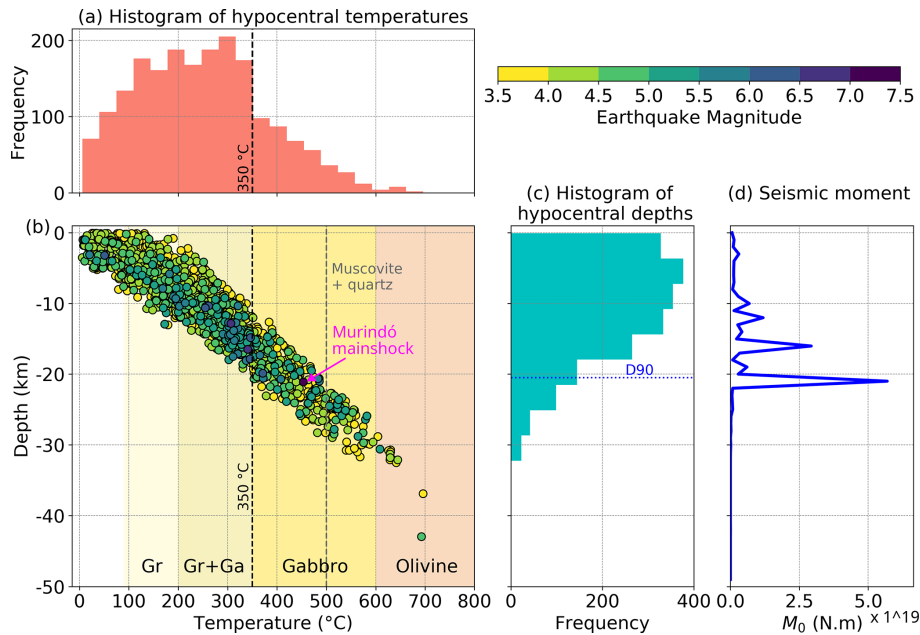 (a) Histogram of hypocentral temperatures
Frequency
200
100
0
350 °C
3.5 4.0 4.5 5.0 5.5 6.0 6.5 7.0 7.5
Earthquake Magnitude
(b)
Depth (km)
0
-10
-20
-30
-40
-50
Muscovite
+ quartz
Murindó
mainshock
350 °C
Gr Gr+Ga Gabbro Olivine
0 100 200 300 400 500 600 700 800
Temperature (°C)
(c) Histogram of
hypocentral depths
D90
0 200 400
Frequency
(d) Seismic moment
0.0 2.5 5.0
M₀ (N.m) x 1^19